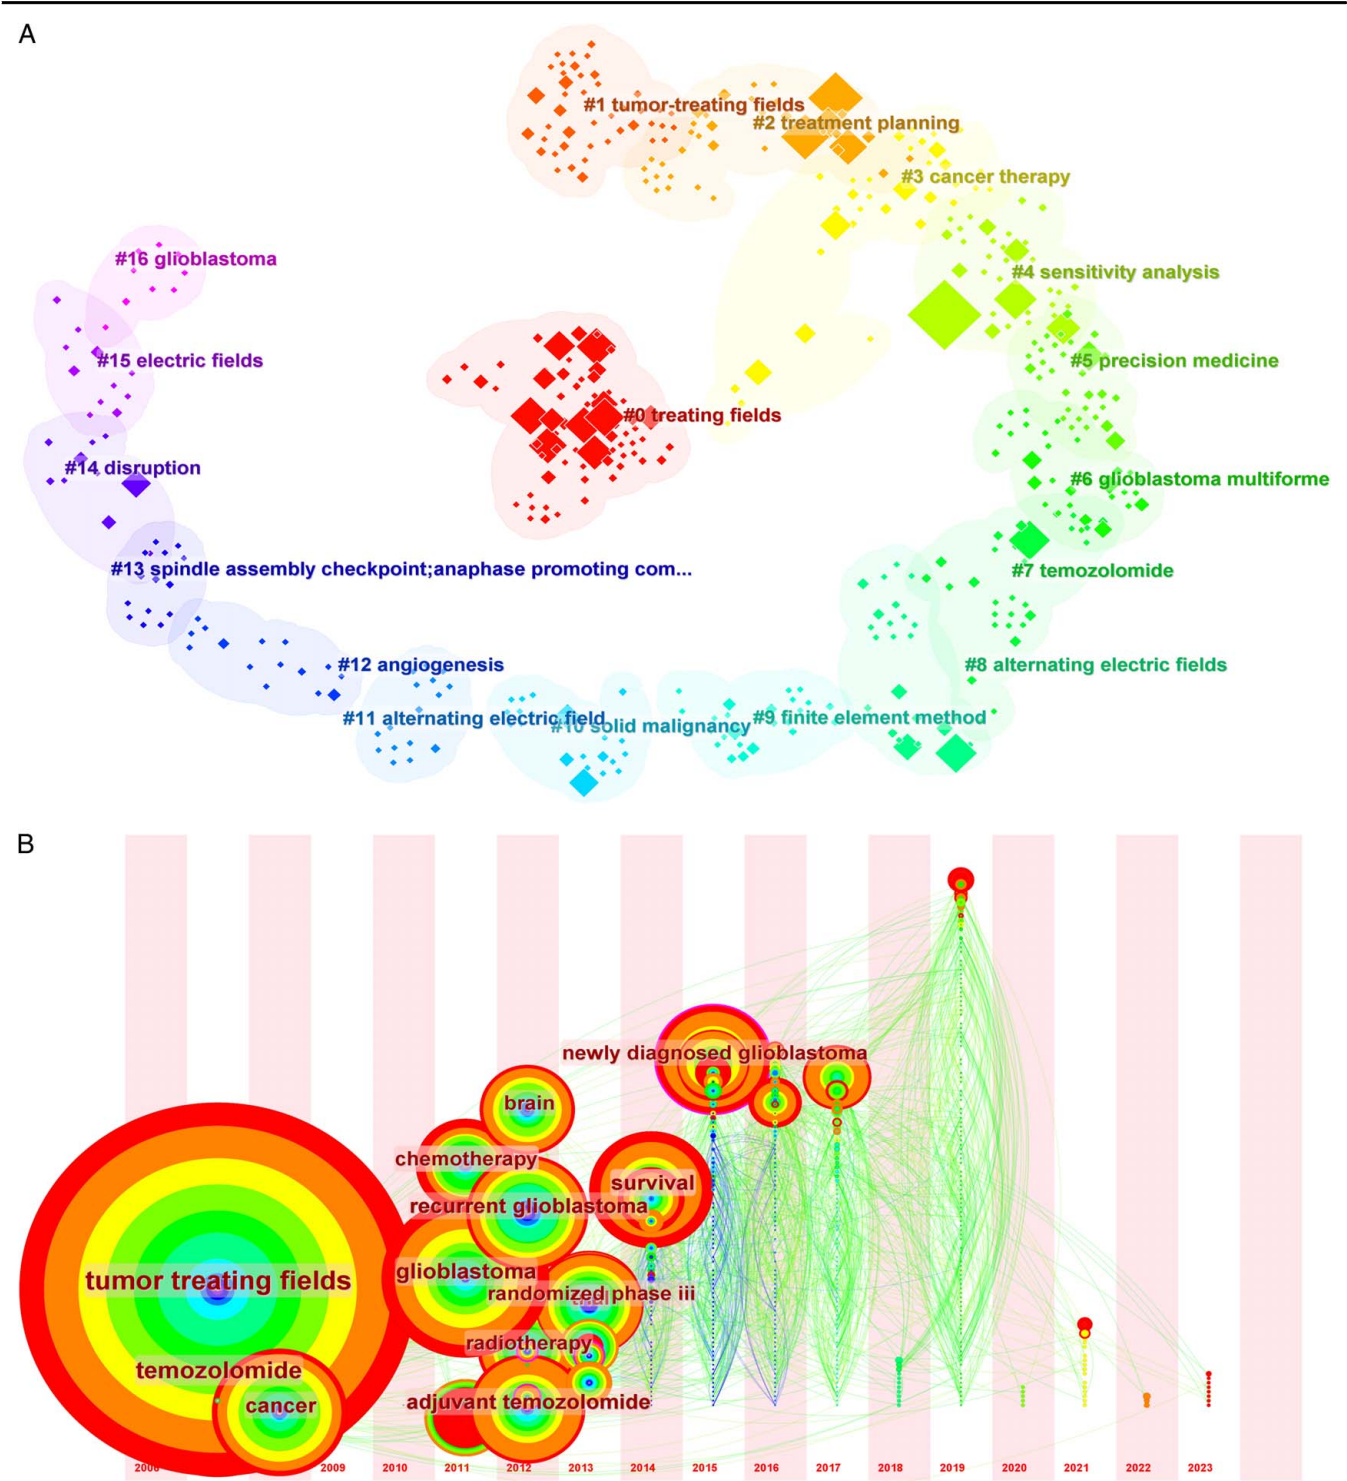 A
#1 tumor-treating fields
#2 treatment planning
#3 cancer therapy
#16 glioblastoma
#4 sensitivity analysis
#15 electric fields
#5 precision medicine
#0 treating fields
#14 disruption
#6 glioblastoma multiforme
#13 spindle assembly checkpoint;anaphase promoting com...
#7 temozolomide
#12 angiogenesis
#8 alternating electric fields
#11 alternating electric field
#10 solid malignancy
#9 finite element method
B
newly diagnosed glioblastoma
brain
chemotherapy
survival
recurrent glioblastoma
glioblastoma
tumor treating fields
randomized phase iii
trial
radiotherapy
temozolomide
adjuvant temozolomide
cancer
2009 2010 2011 2012 2013 2014 2015 2016 2017 2018 2019 2020 2021 2022 2023